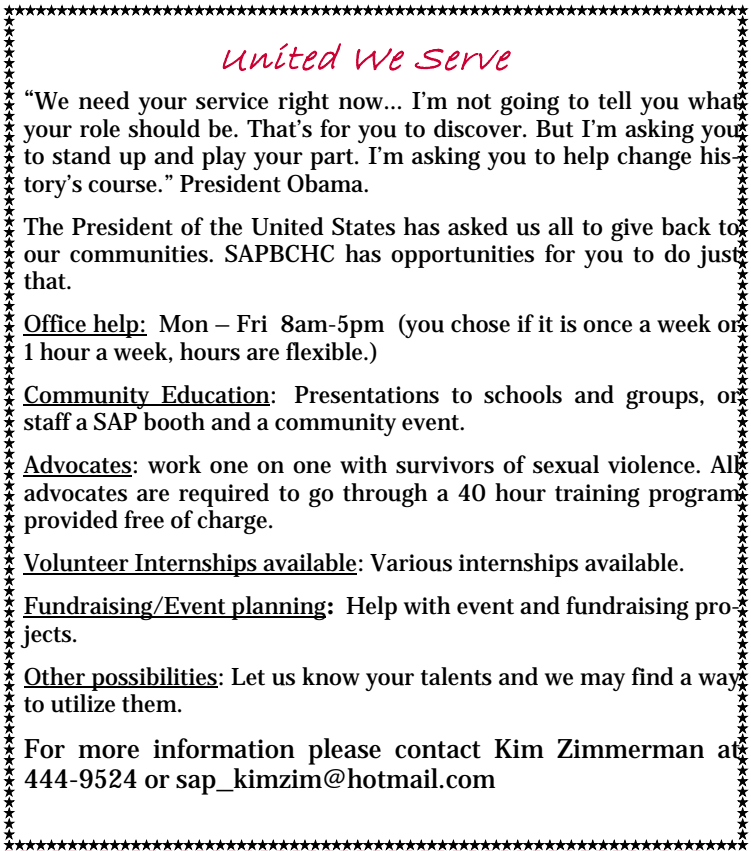 United We Serve
“We need your service right now... I’m not going to tell you what
your role should be. That’s for you to discover. But I’m asking you
to stand up and play your part. I’m asking you to help change his-
tory’s course.” President Obama.
The President of the United States has asked us all to give back to
our communities. SAPBCHC has opportunities for you to do just
that.
Office help: Mon – Fri 8am-5pm (you chose if it is once a week or
1 hour a week, hours are flexible.)
Community Education: Presentations to schools and groups, or
staff a SAP booth and a community event.
Advocates: work one on one with survivors of sexual violence. All
advocates are required to go through a 40 hour training program
provided free of charge.
Volunteer Internships available: Various internships available.
Fundraising/Event planning: Help with event and fundraising pro-
jects.
Other possibilities: Let us know your talents and we may find a way
to utilize them.
For more information please contact Kim Zimmerman at
444-9524 or sap_kimzim@hotmail.com